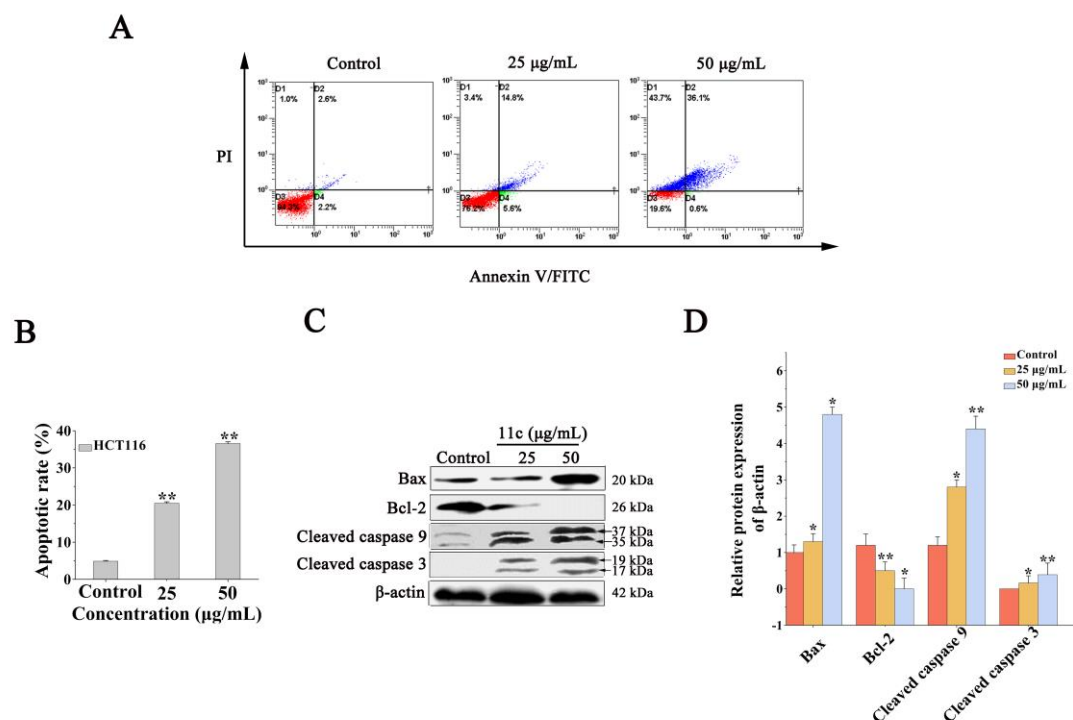 A
Control
25 µg/mL
50 µg/mL
PI
D1 D2
1.0% 2.6%
D3 D4
2.2%
D1 D2
3.4% 14.8%
D3 D4
76.2% 5.6%
D1 D2
43.7% 36.1%
D3 D4
19.6% 0.6%
Annexin V/FITC
B
Apoptotic rate (%)
HCT116
40
30
20
10
0
** **
Control 25 50
Concentration (µg/mL)
C
11c (µg/mL)
Control 25 50
Bax 20 kDa
Bcl-2 26 kDa
Cleaved caspase 9 37 kDa
35 kDa
Cleaved caspase 3 19 kDa
17 kDa
β-actin 42 kDa
D
Control
25 µg/mL
50 µg/mL
Relative protein expression
of β-actin
6
5
4
3
2
1
0
-1
* * ** * * ** * **
Bax
Bcl-2
Cleaved caspase 9
Cleaved caspase 3